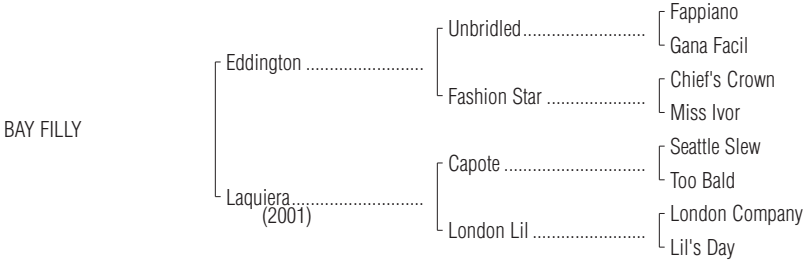 Fappiano
Unbridled.............................
Gana Facil
Eddington ...........................
Chief's Crown
Fashion Star .......................
Miss Ivor
BAY FILLY
Seattle Slew
Capote .................................
Too Bald
Laquiera..............................
(2001)
London Company
London Lil ..........................
Lil's Day